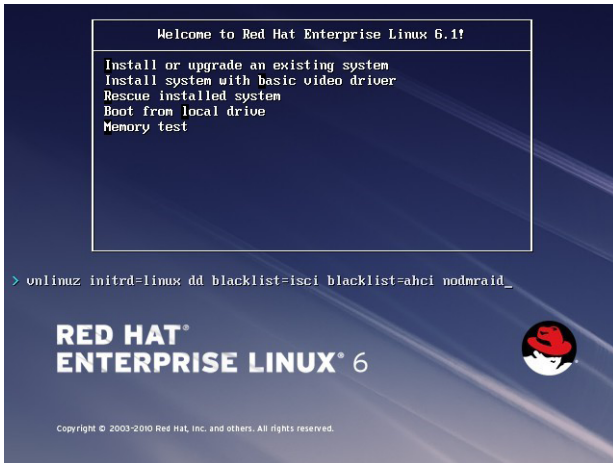 Welcome to Red Hat Enterprise Linux 6.1!
Install or upgrade an existing system
Install system with basic video driver
Rescue installed system
Boot from local drive
Memory test
> vmlinuz initrd=linux dd blacklist=isci blacklist=ahci nodmraid_
RED HAT®
ENTERPRISE LINUX® 6
Copyright © 2003-2010 Red Hat, Inc. and others. All rights reserved.